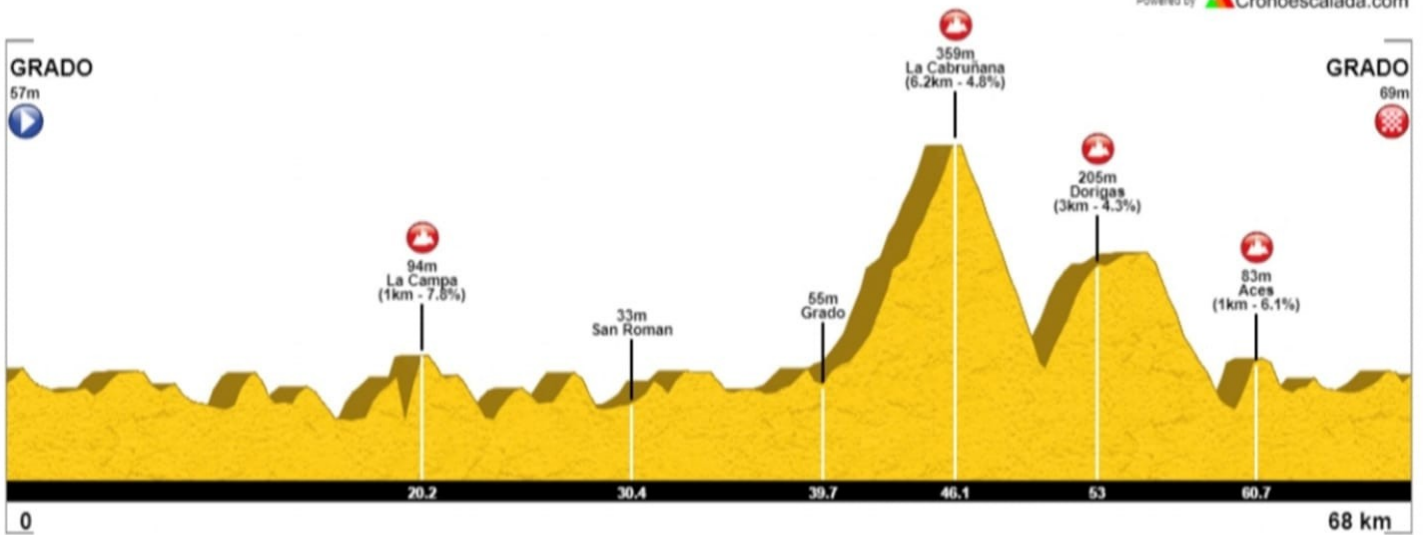 Powered by Cronoescalada.com
GRADO
57m
GRADO
69m
359m
La Cabruñana
(6.2km - 4.8%)
205m
Dorigas
(3km - 4.3%)
94m
La Campa
(1km - 7.8%)
83m
Aces
(1km - 6.1%)
33m
San Roman
55m
Grado
20.2
30.4
39.7
46.1
53
60.7
0
68 km